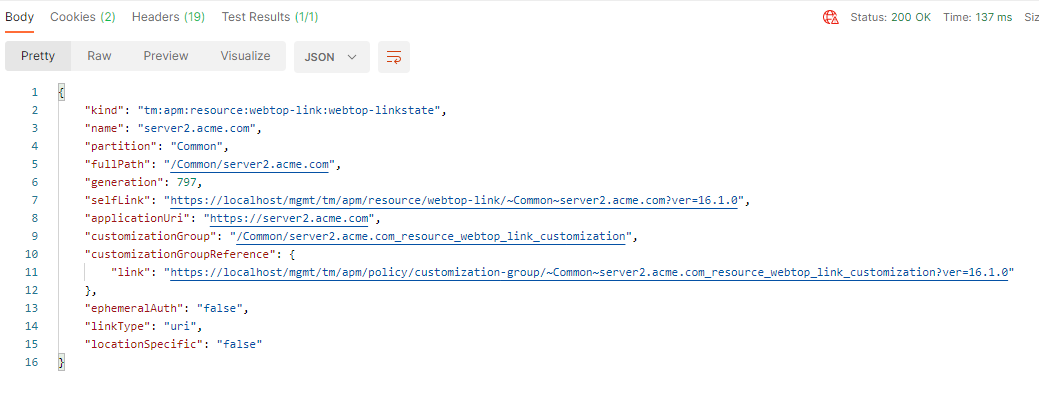 Body Cookies (2) Headers (19) Test Results (1/1) Status: 200 OK Time: 137 ms Siz
Pretty Raw Preview Visualize JSON
1 {
2 "kind": "tm:apm:resource:webtop-link:webtop-linkstate",
3 "name": "server2.acme.com",
4 "partition": "Common",
5 "fullPath": "/Common/server2.acme.com",
6 "generation": 797,
7 "selfLink": "https://localhost/mgmt/tm/apm/resource/webtop-link/~Common~server2.acme.com?ver=16.1.0",
8 "applicationUri": "https://server2.acme.com",
9 "customizationGroup": "/Common/server2.acme.com_resource_webtop_link_customization",
10 "customizationGroupReference": {
11 "link": "https://localhost/mgmt/tm/apm/policy/customization-group/~Common~server2.acme.com_resource_webtop_link_customization?ver=16.1.0"
12 },
13 "ephemeralAuth": "false",
14 "linkType": "uri",
15 "locationSpecific": "false"
16 }